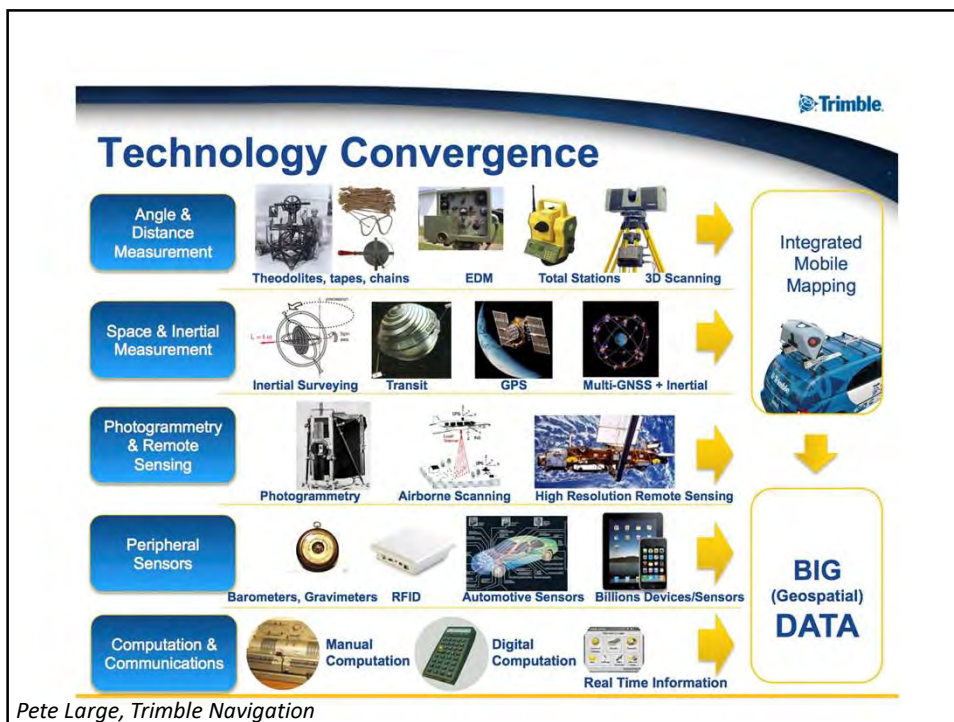 Trimble
Technology Convergence
Angle &
Distance
Measurement
Theodolites, tapes, chains
EDM
Total Stations
3D Scanning
Integrated
Mobile
Mapping
Space & Inertial
Measurement
Inertial Surveying
Transit
GPS
Multi-GNSS + Inertial
Trimble
Photogrammetry
& Remote
Sensing
Photogrammetry
Airborne Scanning
High Resolution Remote Sensing
Peripheral
Sensors
Barometers, Gravimeters
RFID
Automotive Sensors
Billions Devices/Sensors
BIG
(Geospatial)
DATA
Computation &
Communications
Manual
Computation
Digital
Computation
Real Time Information
Pete Large, Trimble Navigation